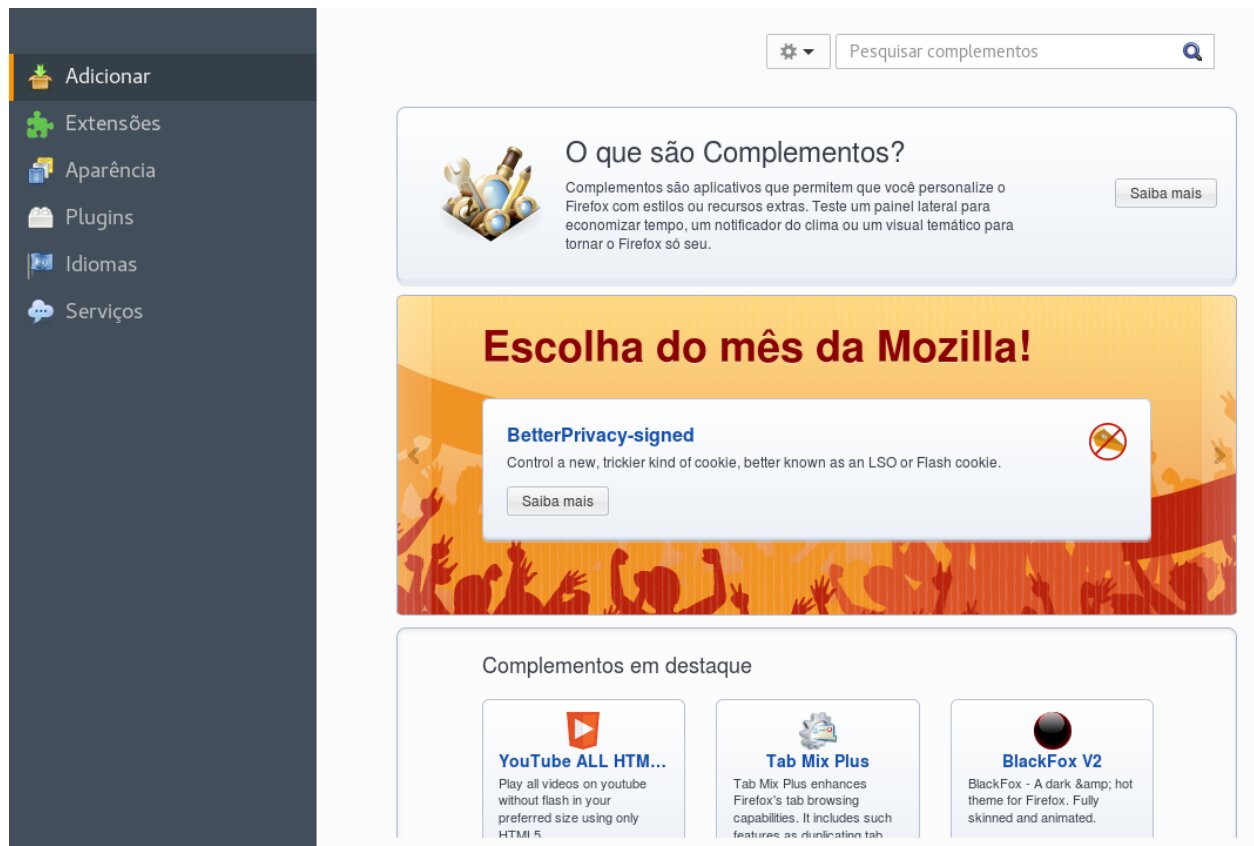 Adicionar
Extensões
Aparência
Plugins
Idiomas
Serviços
Pesquisar complementos
O que são Complementos?
Complementos são aplicativos que permitem que você personalize o
Firefox com estilos ou recursos extras. Teste um painel lateral para
economizar tempo, um notificador do clima ou um visual temático para
tornar o Firefox só seu.
Saiba mais
Escolha do mês da Mozilla!
BetterPrivacy-signed
Control a new, trickier kind of cookie, better known as an LSO or Flash cookie.
Saiba mais
Complementos em destaque
YouTube ALL HTM...
Play all videos on youtube
without flash in your
preferred size using only
HTML5
Tab Mix Plus
Tab Mix Plus enhances
Firefox's tab browsing
capabilities. It includes such
features as duplicating tab
BlackFox V2
BlackFox - A dark &amp; hot
theme for Firefox. Fully
skinned and animated.